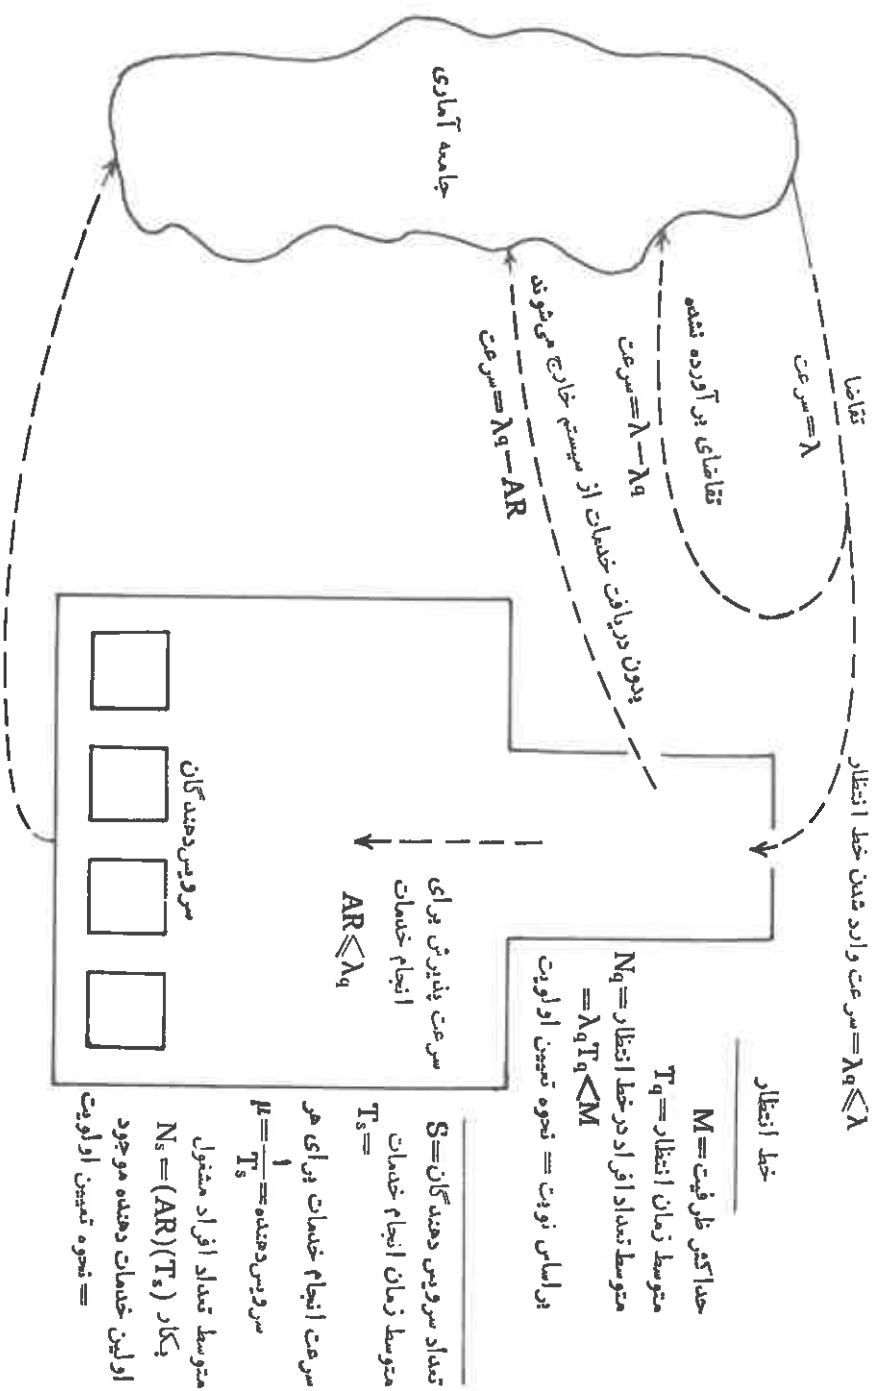 جامعه آماری
تقاضا
سرعت=λ
تقاضای برآورده نشده
سرعت=λ−λq
بدون دریافت خدمات از سیستم خارج می‌شوند
سرعت=λq−AR
سرعت وارد شدن خط انتظار=λq≤λ
سرعت پذیرش برای
انجام خدمات
AR≤λq
سرویس‌دهندگان
خط انتظار
حداکثر ظرفیت=M
متوسط زمان انتظار=Tq
متوسط تعداد افراد در خط انتظار=Nq
=λqTq<M
براساس نوبت = نحوه تعیین اولویت
تعداد سرویس دهندگان=S
متوسط زمان انجام خدمات
Ts=
سرعت انجام خدمات برای هر
سرویس‌دهنده=۱/Ts=μ
متوسط تعداد افراد مشغول
بکار Ns=(AR)(Ts)
اولین خدمات دهنده موجود
= نحوه تعیین اولویت